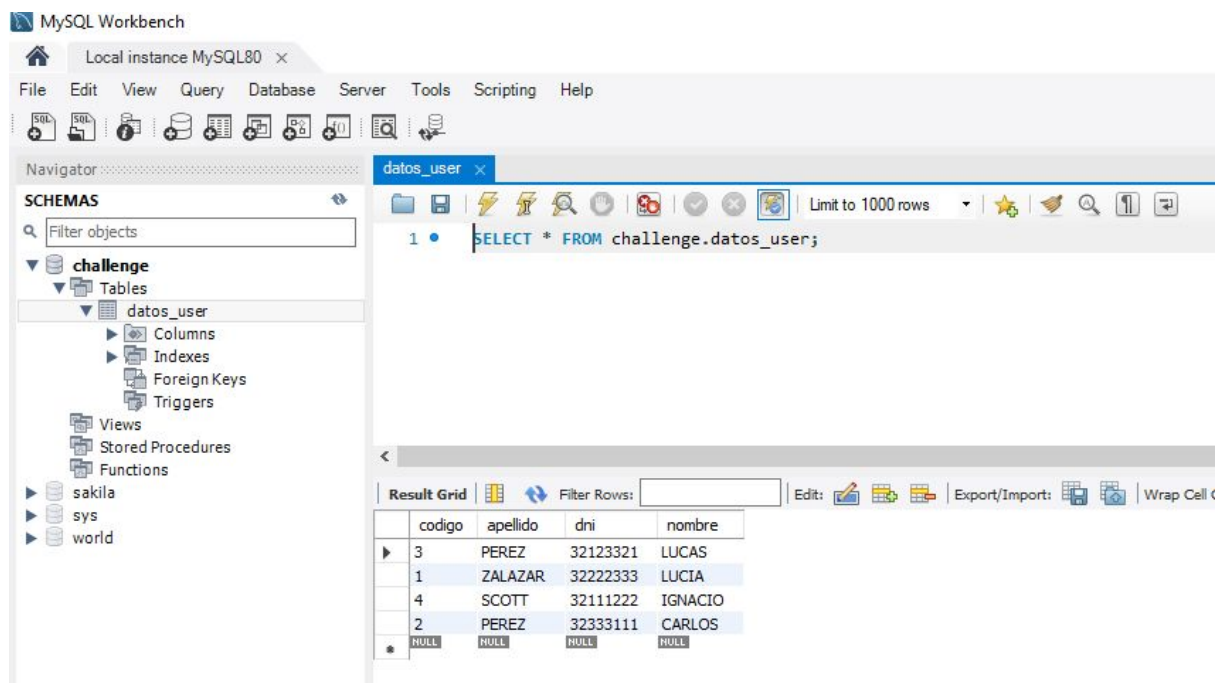 MySQL Workbench
Local instance MySQL80
File Edit View Query Database Server Tools Scripting Help
SQL SQL
Navigator
datos_user
SCHEMAS
Limit to 1000 rows
Filter objects
1 SELECT * FROM challenge.datos_user;
challenge
Tables
datos_user
Columns
Indexes
Foreign Keys
Triggers
Views
Stored Procedures
Functions
sakila
sys
world
Result Grid Filter Rows: Edit: Export/Import: Wrap Cell C
codigo apellido dni nombre
3 PEREZ 32123321 LUCAS
1 ZALAZAR 32222333 LUCIA
4 SCOTT 32111222 IGNACIO
2 PEREZ 32333111 CARLOS
NULL NULL NULL NULL